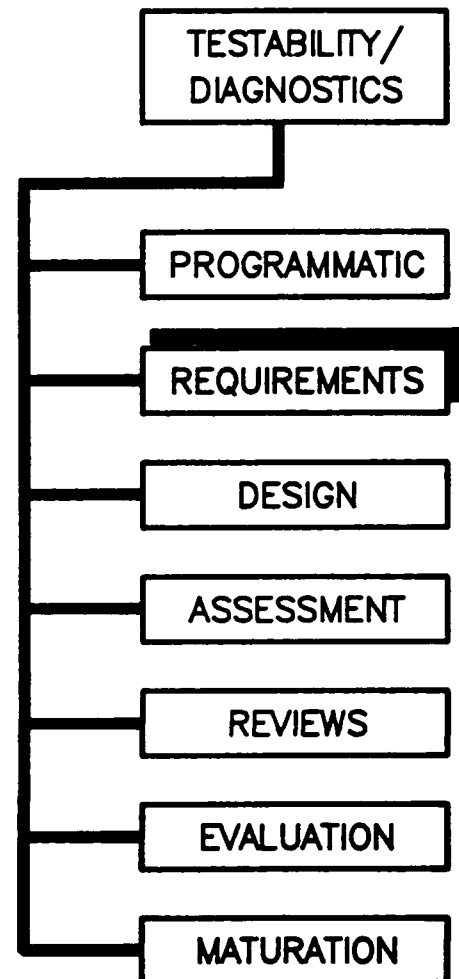 TESTABILITY/
DIAGNOSTICS
PROGRAMMATIC
REQUIREMENTS
DESIGN
ASSESSMENT
REVIEWS
EVALUATION
MATURATION